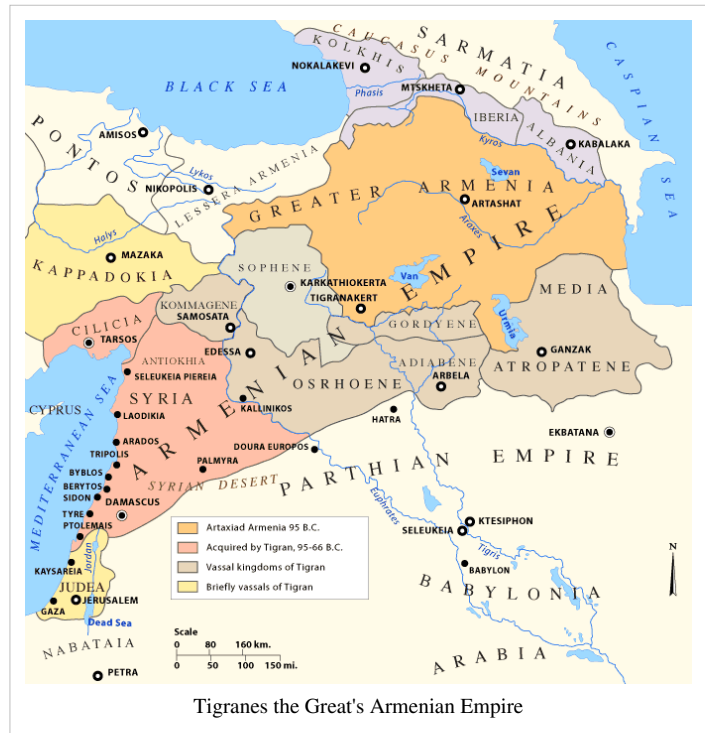 SARMATIA
CAUCASUS MOUNTAINS
KOLKHIS
NOKALAKEVI
BLACK SEA
CASPIAN SEA
Phasis
MTSKHETA
IBERIA
ALBANIA
KABALAKA
Kyros
PONTOS
AMISOS
Lykos
NIKOPOLIS
LESSERA ARMENIA
GREATER ARMENIA
Sevan
ARTASHAT
Araxes
Halys
MAZAKA
KAPPADOKIA
SOPHENE
KARKATHIOKERTA
Van
TIGRANAKERT
ARMENIAN EMPIRE
MEDIA
ATROPATENE
Urmia
GANZAK
KOMMAGENE
SAMOSATA
GORDYENE
CILICIA
TARSOS
EDESSA
ADIABENE
ARBELA
OSRHOENE
ANTIOKHIA
SELEUKEIA PIEREIA
SYRIA
KALLINIKOS
HATRA
CYPRUS
MEDITERRANEAN SEA
LAODIKIA
ARADOS
TRIPOLIS
BYBLOS
BERYTOS
SIDON
TYRE
PTOLEMAIS
DAMASCUS
PALMYRA
DOURA EUROPOS
SYRIAN DESERT
EKBATANA
PARTHIAN EMPIRE
Euphrates
KTESIPHON
SELEUKEIA
Tigris
BABYLON
BABYLONIA
ARABIA
Jordan
KAYSAREIA
JUDEA
JERUSALEM
GAZA
Dead Sea
NABATAIA
PETRA
Artaxiad Armenia 95 B.C.
Acquired by Tigran, 95-66 B.C.
Vassal kingdoms of Tigran
Briefly vassals of Tigran
Scale
0 80 160 km.
0 50 100 150 mi.
N
Tigranes the Great's Armenian Empire